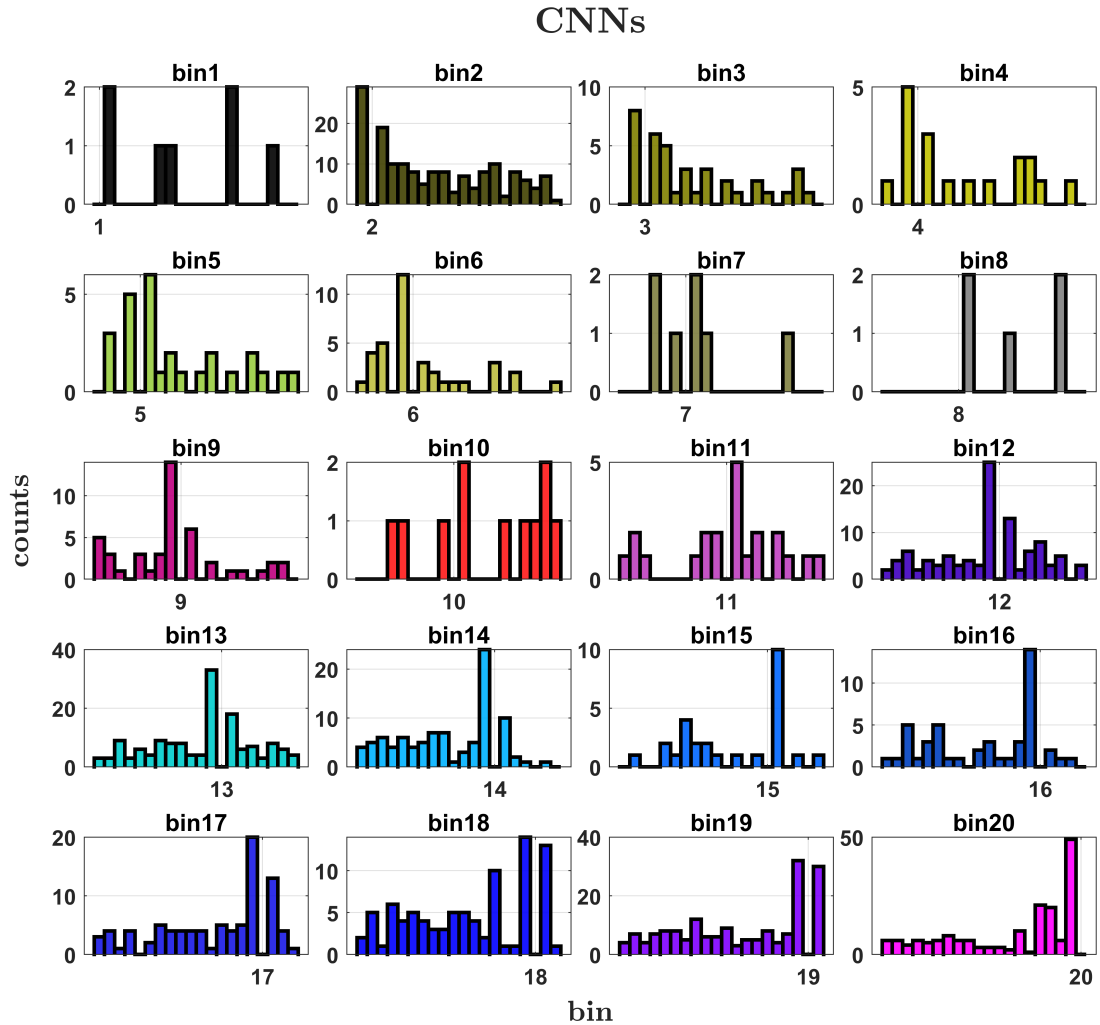 CNNs
bin1 bin2 bin3 bin4
2 10 5
20
1 5
10
0 0 0 0
1 2 3 4
bin5 bin6 bin7 bin8
2 2
10
5 1 1
5
0 0 0 0
5 6 7 8
bin9 bin10 bin11 bin12
2 5
10 20
1
5 10
0 0 0 0
9 10 11 12
bin13 bin14 bin15 bin16
40 20 10
10
20 10 5
5
0 0 0 0
13 14 15 16
bin17 bin18 bin19 bin20
20 40 50
10
10 20
5
0 0 0 0
17 18 19 20
counts
bin